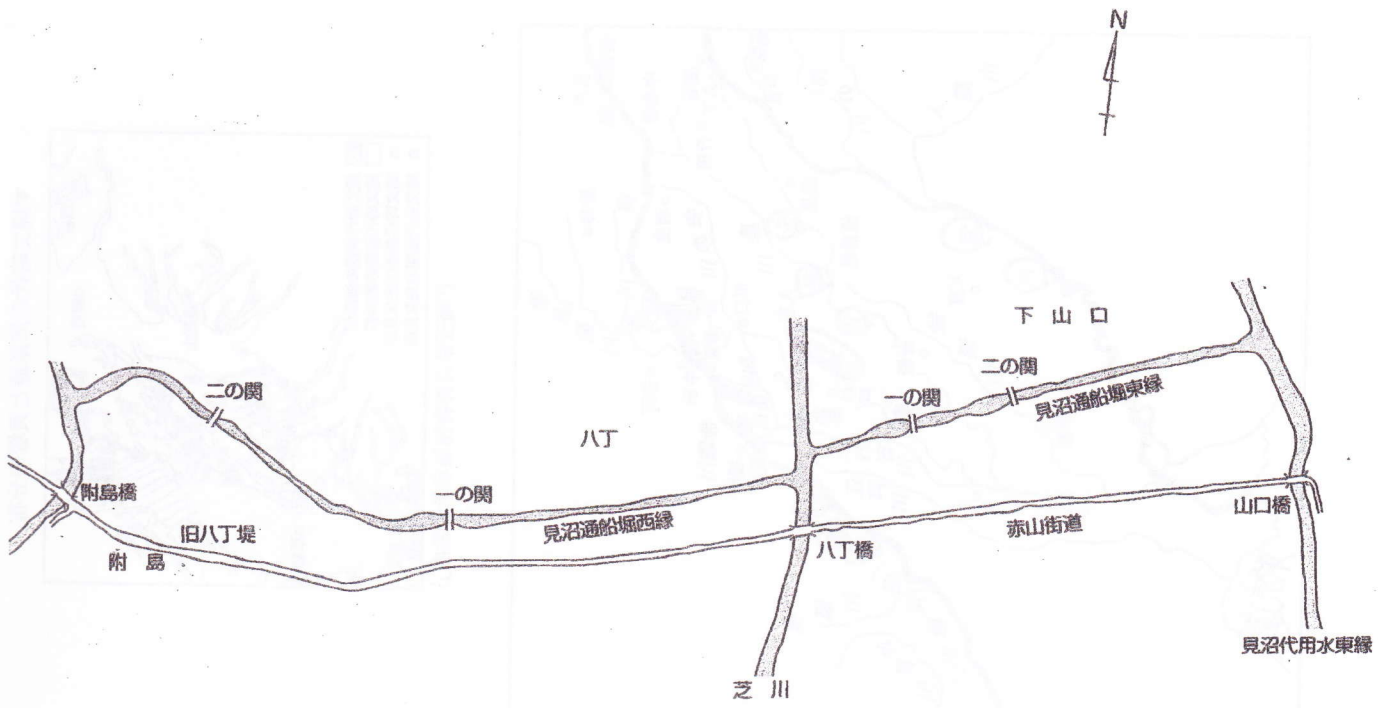 N
下山口
二の関
二の関
一の関
見沼通船堀東縁
八丁
附島橋
一の関
山口橋
旧八丁堤
見沼通船堀西縁
赤山街道
附島
八丁橋
見沼代用水東縁
芝川